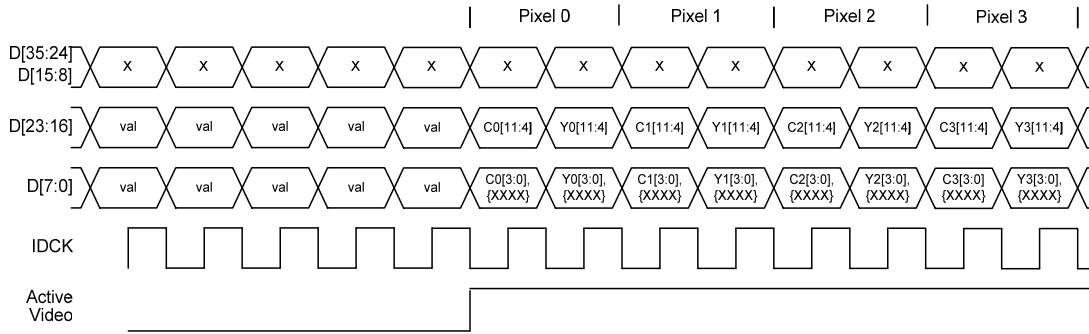 | Pixel 0 | Pixel 1 | Pixel 2 | Pixel 3 |
D[35:24]
D[15:8]
X X X X X X X X X X X X X
D[23:16] val val val val val C0[11:4] Y0[11:4] C1[11:4] Y1[11:4] C2[11:4] Y2[11:4] C3[11:4] Y3[11:4]
D[7:0] val val val val val C0[3:0], Y0[3:0], C1[3:0], Y1[3:0], C2[3:0], Y2[3:0], C3[3:0] Y3[3:0],
{XXXX} {XXXX} {XXXX} {XXXX} {XXXX} {XXXX} {XXXX} {XXXX}
IDCK
Active
Video